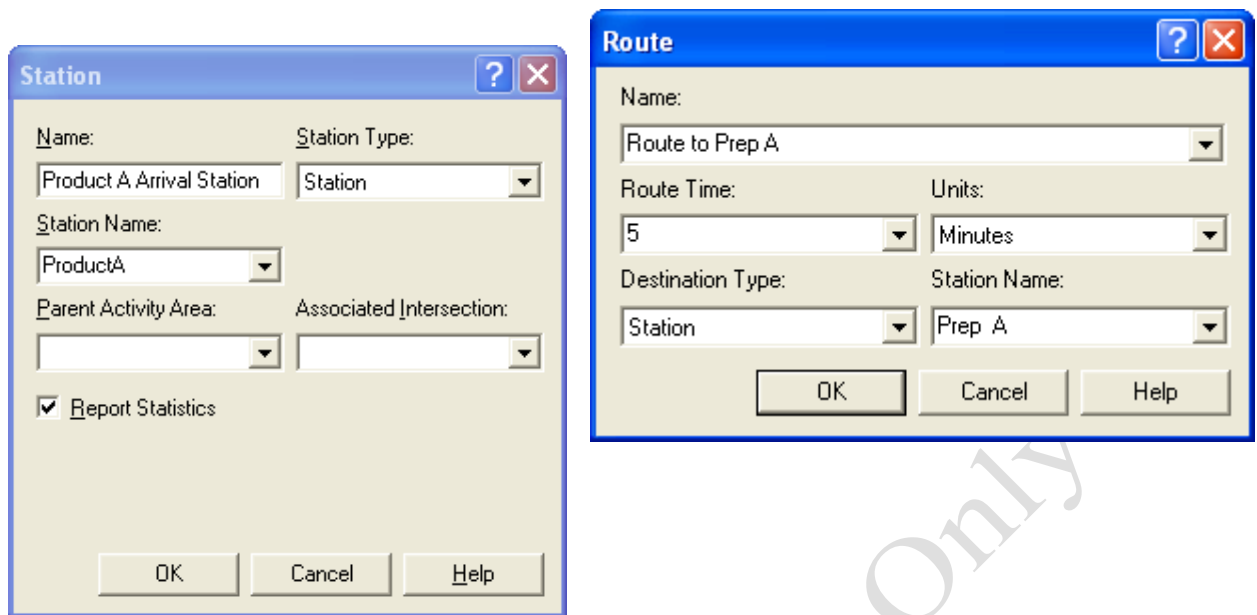 Station
Name: Station Type:
Product A Arrival Station Station
Station Name:
ProductA
Parent Activity Area: Associated Intersection:
Report Statistics
OK Cancel Help
Route
Name:
Route to Prep A
Route Time: Units:
5 Minutes
Destination Type: Station Name:
Station Prep A
OK Cancel Help
Only